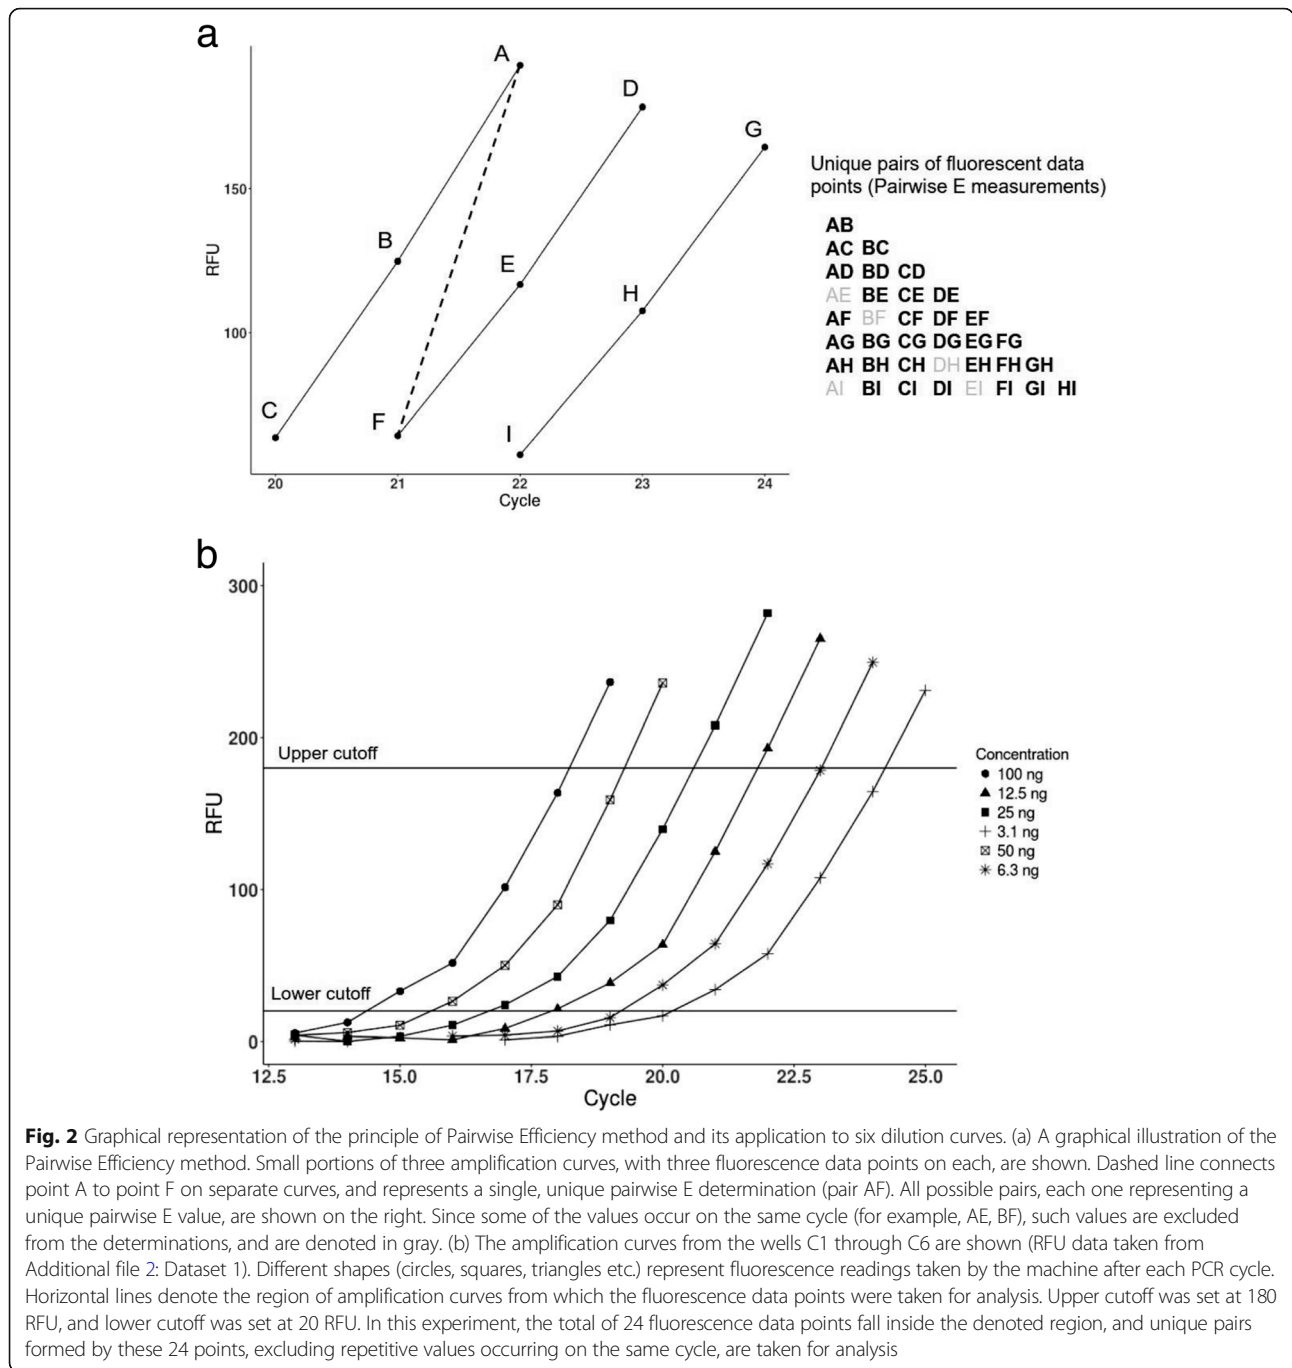 a
A
D
G
B
E
H
C
F
I
150
100
RFU
20 21 22 23 24
Cycle
Unique pairs of fluorescent data
points (Pairwise E measurements)
AB
AC BC
AD BD CD
AE BE CE DE
AF BF CF DF EF
AG BG CG DG EG FG
AH BH CH DH EH FH GH
AI BI CI DI EI FI GI HI
b
300
200
100
0
RFU
Upper cutoff
Lower cutoff
12.5 15.0 17.5 20.0 22.5 25.0
Cycle
Concentration
100 ng
12.5 ng
25 ng
3.1 ng
50 ng
6.3 ng
Fig. 2 Graphical representation of the principle of Pairwise Efficiency method and its application to six dilution curves. (a) A graphical illustration of the
Pairwise Efficiency method. Small portions of three amplification curves, with three fluorescence data points on each, are shown. Dashed line connects
point A to point F on separate curves, and represents a single, unique pairwise E determination (pair AF). All possible pairs, each one representing a
unique pairwise E value, are shown on the right. Since some of the values occur on the same cycle (for example, AE, BF), such values are excluded
from the determinations, and are denoted in gray. (b) The amplification curves from the wells C1 through C6 are shown (RFU data taken from
Additional file 2: Dataset 1). Different shapes (circles, squares, triangles etc.) represent fluorescence readings taken by the machine after each PCR cycle.
Horizontal lines denote the region of amplification curves from which the fluorescence data points were taken for analysis. Upper cutoff was set at 180
RFU, and lower cutoff was set at 20 RFU. In this experiment, the total of 24 fluorescence data points fall inside the denoted region, and unique pairs
formed by these 24 points, excluding repetitive values occurring on the same cycle, are taken for analysis